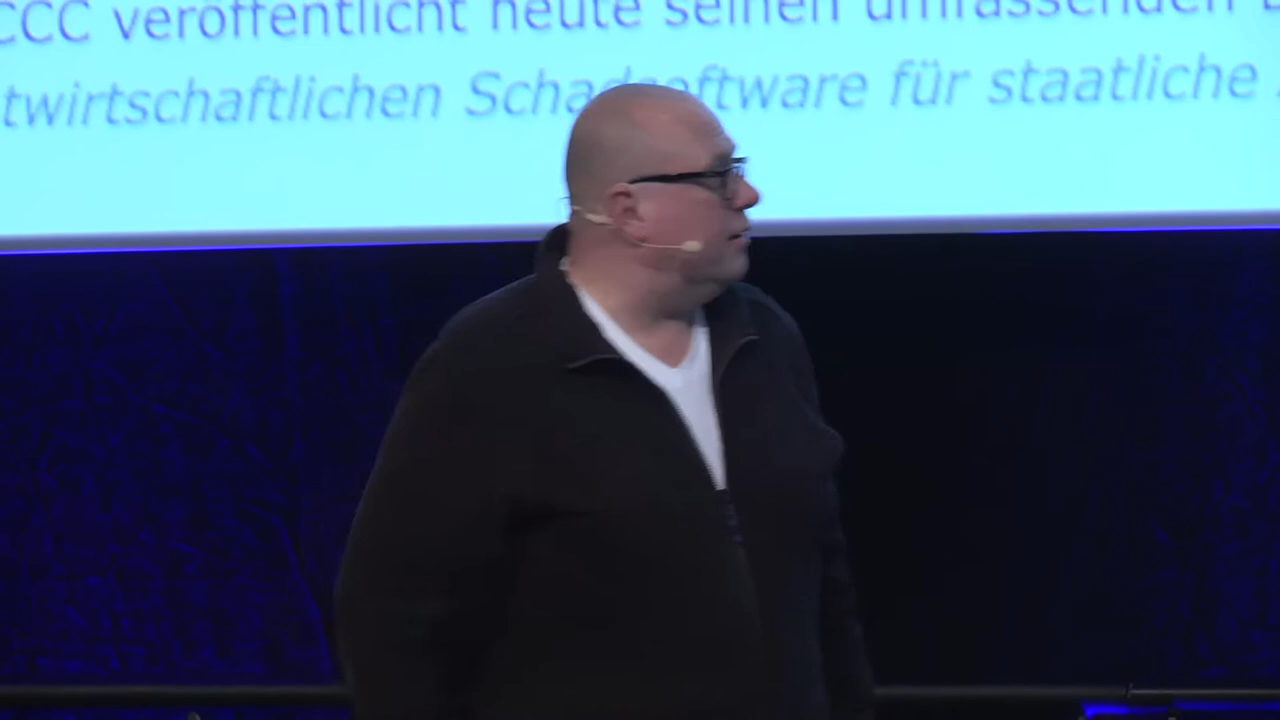 CCC veröffentlicht heute seinen umfassenden
twirtschaftlichen Schadsoftware für staatliche